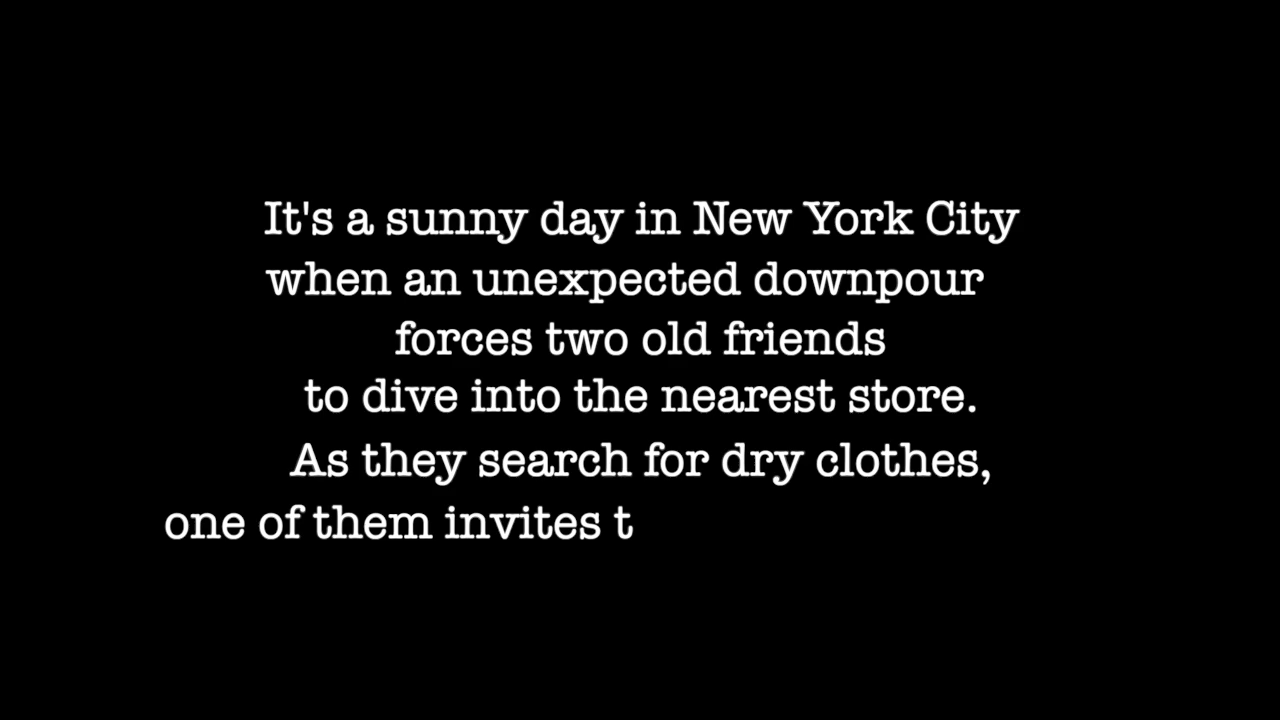 It's a sunny day in New York City
when an unexpected downpour
forces two old friends
to dive into the nearest store.
As they search for dry clothes,
one of them invites t